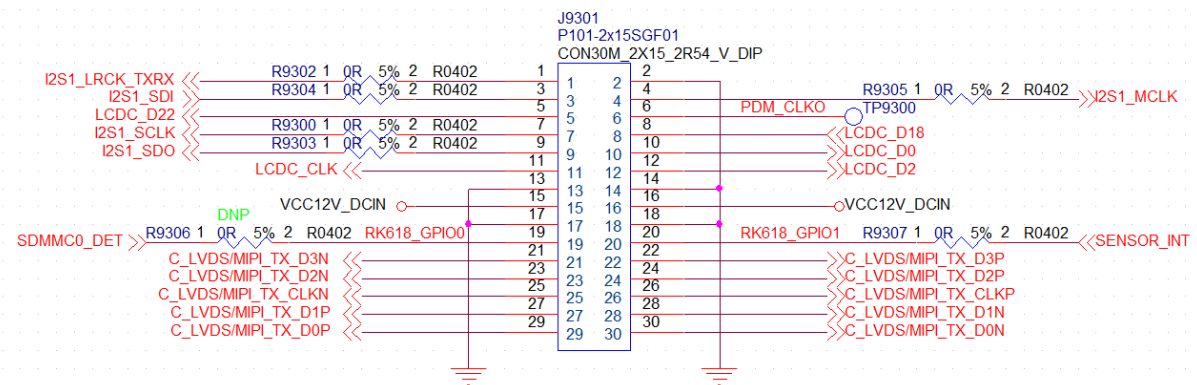 J9301
P101-2x15SGF01
CON30M_2X15_2R54_V_DIP
I2S1_LRCK_TXRX R9302 1 0R 5% 2 R0402 1 1 2 2
I2S1_SDI R9304 1 0R 5% 2 R0402 3 3 4 4 R9305 1 0R 5% 2 R0402 I2S1_MCLK
LCDC_D22 5 5 6 6 PDM_CLKO TP9300
I2S1_SCLK R9300 1 0R 5% 2 R0402 7 7 8 8 LCDC_D18
I2S1_SDO R9303 1 0R 5% 2 R0402 9 9 10 10 LCDC_D0
LCDC_CLK 11 11 12 12 LCDC_D2
13 13 14 14
VCC12V_DCIN 15 15 16 16 VCC12V_DCIN
DNP 17 17 18 18
SDMMC0_DET R9306 1 0R 5% 2 R0402 RK618_GPIO0 19 19 20 20 RK618_GPIO1 R9307 1 0R 5% 2 R0402 SENSOR_INT
C_LVDS/MIPI_TX_D3N 21 21 22 22 C_LVDS/MIPI_TX_D3P
C_LVDS/MIPI_TX_D2N 23 23 24 24 C_LVDS/MIPI_TX_D2P
C_LVDS/MIPI_TX_CLKN 25 25 26 26 C_LVDS/MIPI_TX_CLKP
C_LVDS/MIPI_TX_D1P 27 27 28 28 C_LVDS/MIPI_TX_D1N
C_LVDS/MIPI_TX_D0P 29 29 30 30 C_LVDS/MIPI_TX_D0N